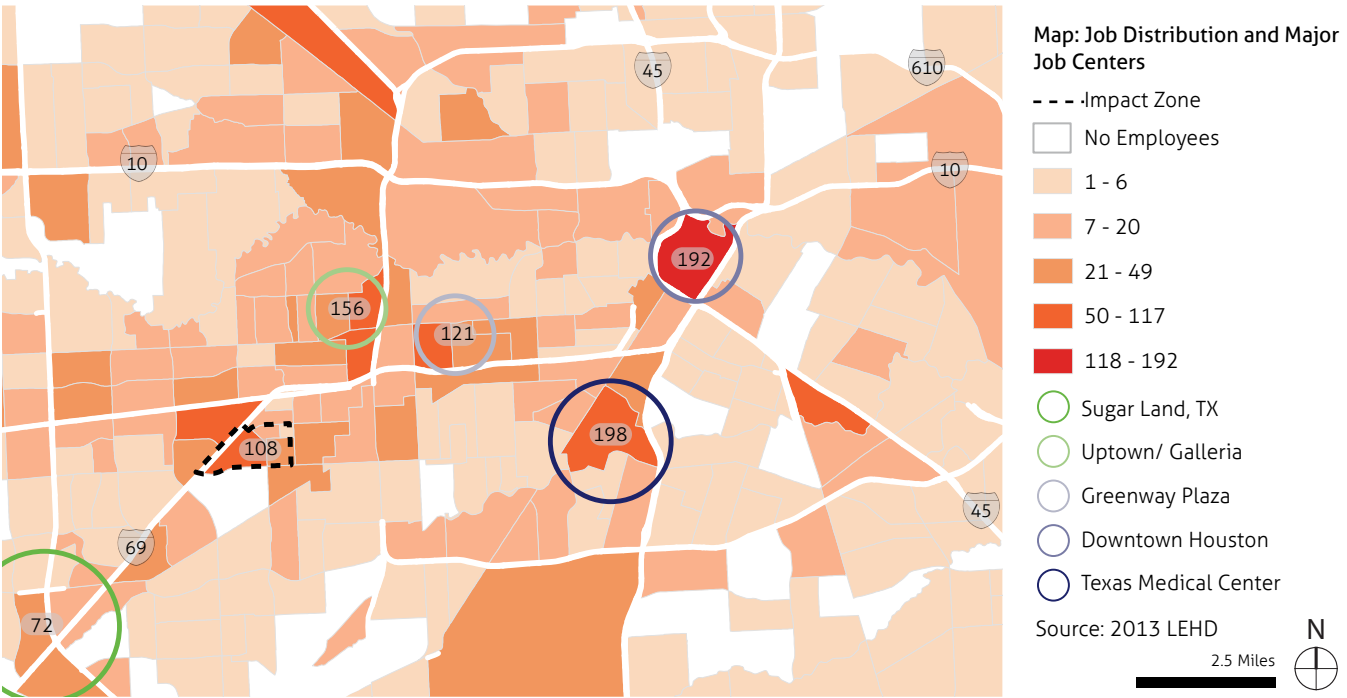 45
610
10
10
192
156
121
198
108
45
69
72
Map: Job Distribution and Major
Job Centers
Impact Zone
No Employees
1 - 6
7 - 20
21 - 49
50 - 117
118 - 192
Sugar Land, TX
Uptown/ Galleria
Greenway Plaza
Downtown Houston
Texas Medical Center
Source: 2013 LEHD
N
2.5 Miles